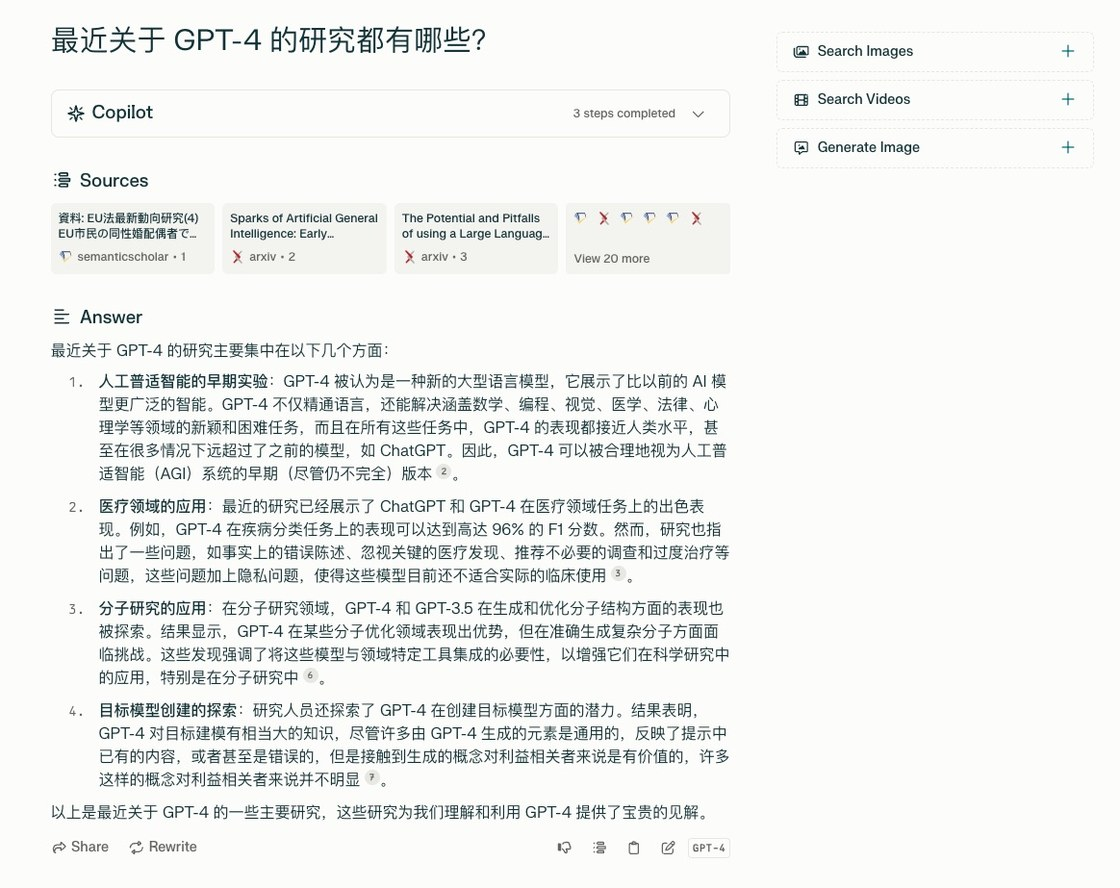 最近关于 GPT-4 的研究都有哪些？
Copilot
3 steps completed
Sources
資料: EU法最新動向研究(4)
EU市民の同性婚配偶者で...
semanticscholar • 1
Sparks of Artificial General
Intelligence: Early...
arxiv • 2
The Potential and Pitfalls
of using a Large Languag...
arxiv • 3
View 20 more
Answer
最近关于 GPT-4 的研究主要集中在以下几个方面：
1. 人工普适智能的早期实验：GPT-4 被认为是一种新的大型语言模型，它展示了比以前的 AI 模
型更广泛的智能。GPT-4 不仅精通语言，还能解决涵盖数学、编程、视觉、医学、法律、心
理学等领域的新颖和困难任务，而且在所有这些任务中，GPT-4 的表现都接近人类水平，甚
至在很多情况下远超过了之前的模型，如 ChatGPT。因此，GPT-4 可以被合理地视为人工普
适智能（AGI）系统的早期（尽管仍不完全）版本 2 。
2. 医疗领域的应用：最近的研究已经展示了 ChatGPT 和 GPT-4 在医疗领域任务上的出色表
现。例如，GPT-4 在疾病分类任务上的表现可以达到高达 96% 的 F1 分数。然而，研究也指
出了一些问题，如事实上的错误陈述、忽视关键的医疗发现、推荐不必要的调查和过度治疗等
问题，这些问题加上隐私问题，使得这些模型目前还不适合实际的临床使用 3 。
3. 分子研究的应用：在分子研究领域，GPT-4 和 GPT-3.5 在生成和优化分子结构方面的表现也
被探索。结果显示，GPT-4 在某些分子优化领域表现出优势，但在准确生成复杂分子方面面
临挑战。这些发现强调了将这些模型与领域特定工具集成的必要性，以增强它们在科学研究中
的应用，特别是在分子研究中 6 。
4. 目标模型创建的探索：研究人员还探索了 GPT-4 在创建目标模型方面的潜力。结果表明，
GPT-4 对目标建模有相当大的知识，尽管许多由 GPT-4 生成的元素是通用的，反映了提示中
已有的内容，或者甚至是错误的，但是接触到生成的概念对利益相关者来说是有价值的，许多
这样的概念对利益相关者来说并不明显 7 。
以上是最近关于 GPT-4 的一些主要研究，这些研究为我们理解和利用 GPT-4 提供了宝贵的见解。
Share
Rewrite
GPT-4
Search Images
Search Videos
Generate Image